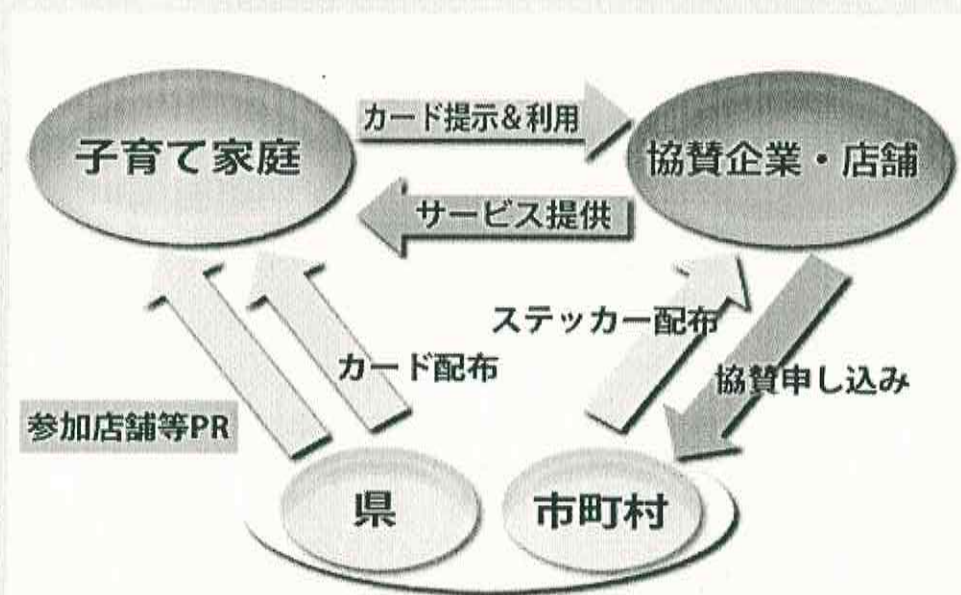 カード提示&利用
子育て家庭
協賛企業・店舗
サービス提供
ステッカー配布
カード配布
協賛申し込み
参加店舗等PR
県
市町村